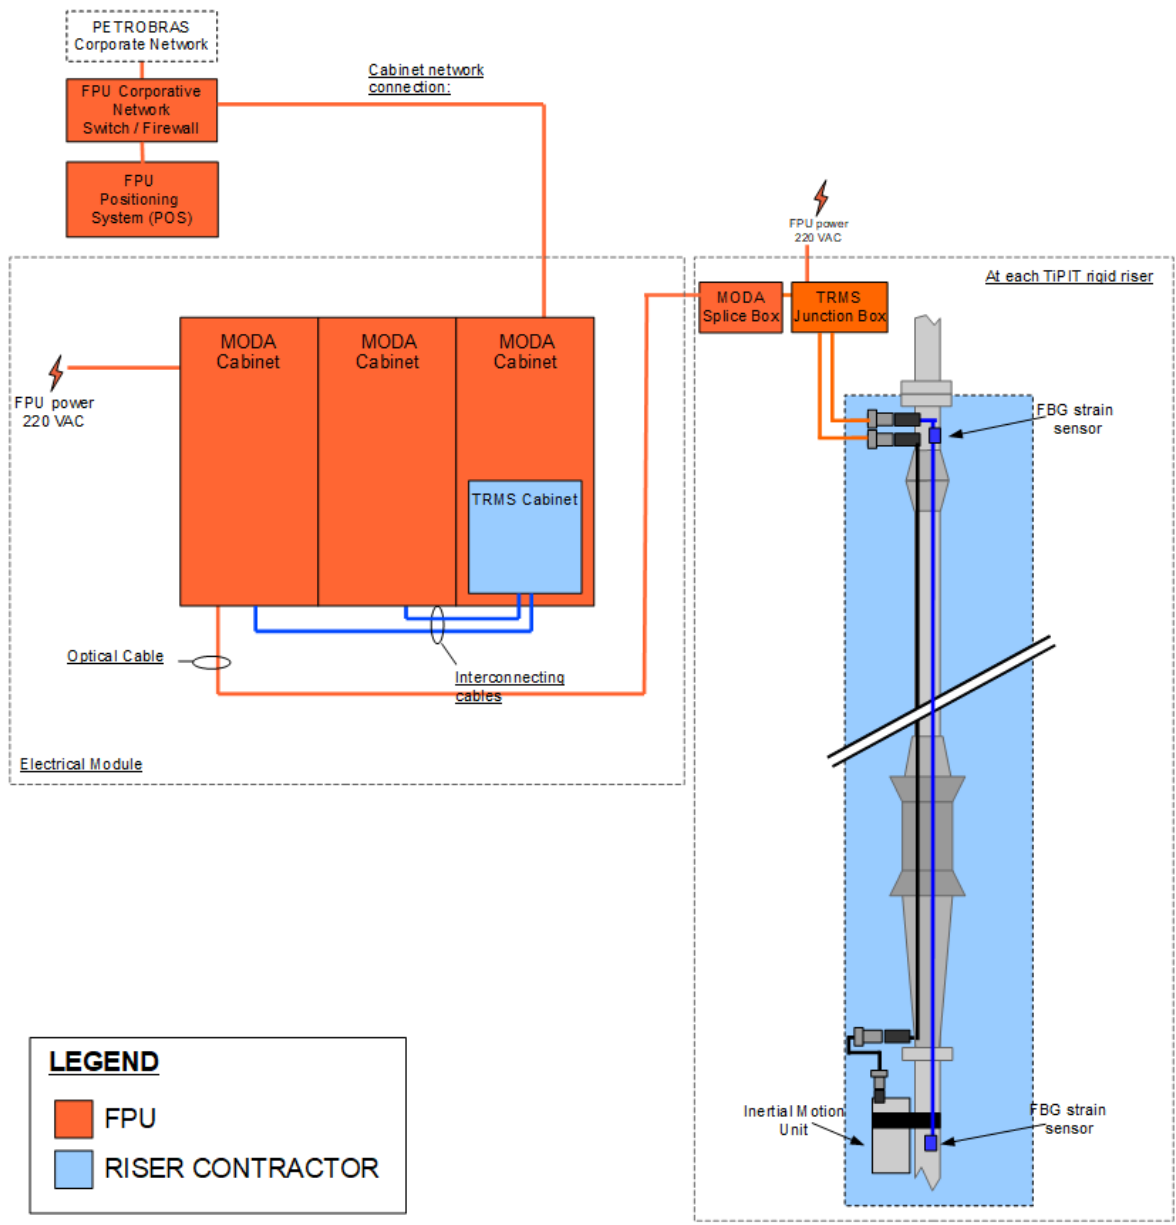 PETROBRAS
Corporate Network
FPU Corporative
Network
Switch / Firewall
FPU
Positioning
System (POS)
Cabinet network
connection:
FPU power
220 VAC
At each TiPIT rigid riser
MODA
Splice Box
TRMS
Junction Box
MODA
Cabinet
MODA
Cabinet
MODA
Cabinet
FPU power
220 VAC
TRMS Cabinet
FBG strain
sensor
Optical Cable
Interconnecting
cables
Electrical Module
LEGEND
FPU
RISER CONTRACTOR
Inertial Motion
Unit
FBG strain
sensor